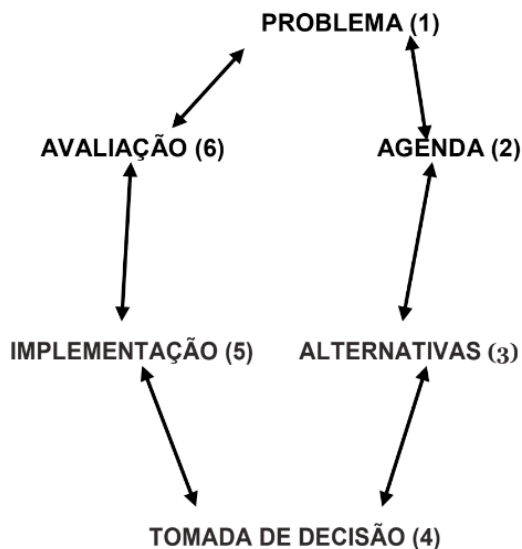 PROBLEMA (1)
AVALIAÇÃO (6)
AGENDA (2)
IMPLEMENTAÇÃO (5)
ALTERNATIVAS (3)
TOMADA DE DECISÃO (4)